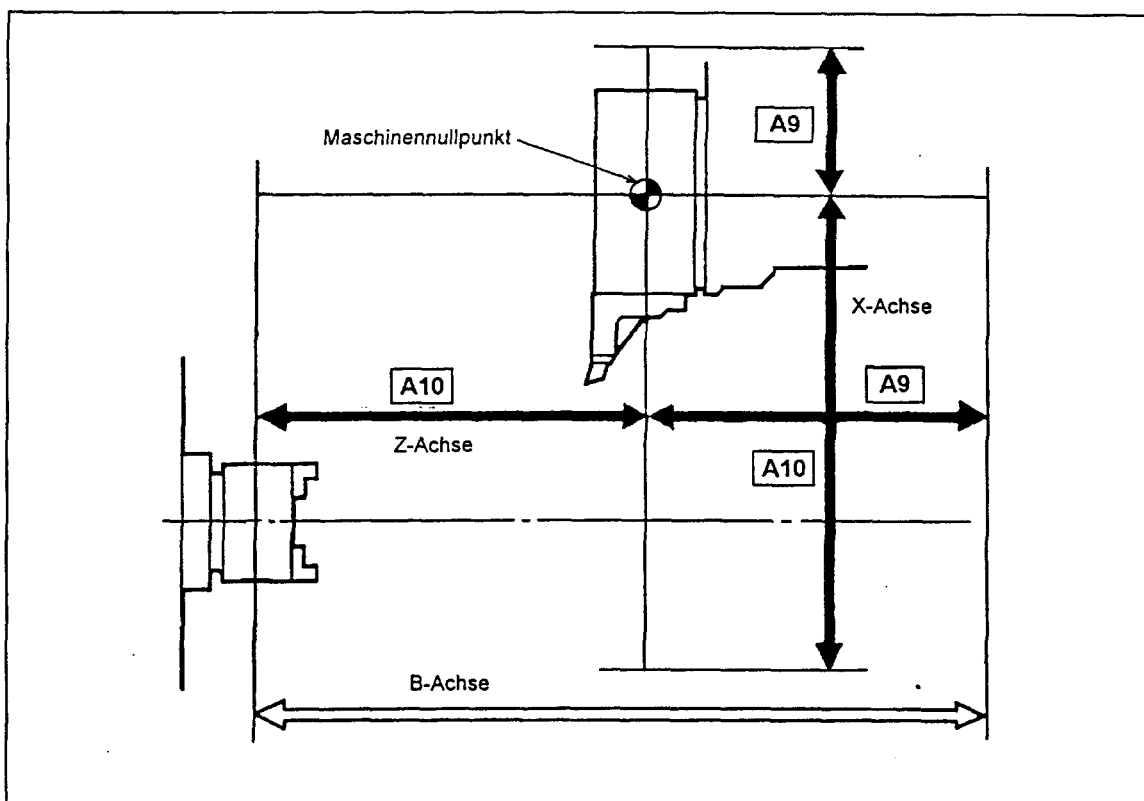 A9
Maschinennullpunkt
X-Achse
A10
A9
Z-Achse
A10
B-Achse